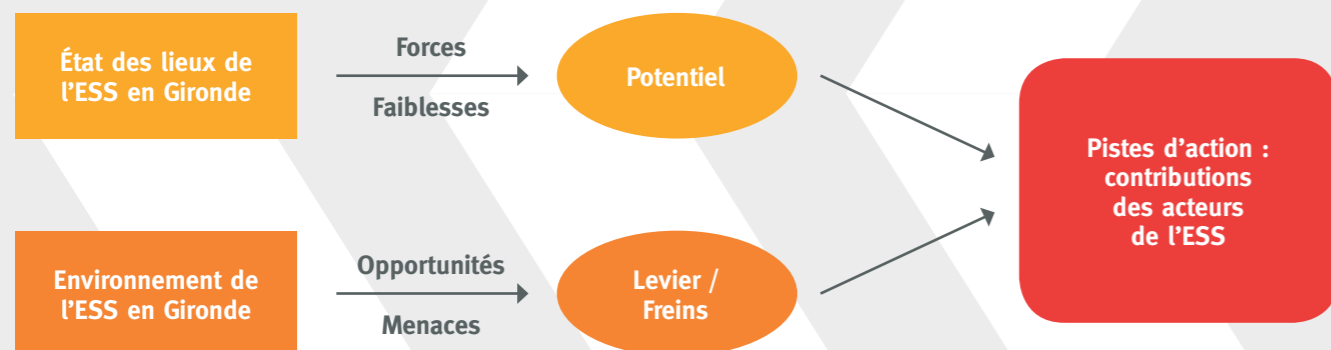 État des lieux de
l’ESS en Gironde
Forces
Faiblesses
Potentiel
Environnement de
l’ESS en Gironde
Opportunités
Menaces
Levier /
Freins
Pistes d’action :
contributions
des acteurs
de l’ESS